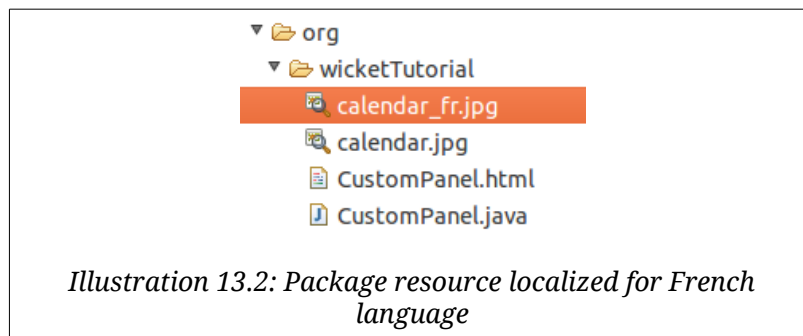 org
wicketTutorial
calendar_fr.jpg
calendar.jpg
CustomPanel.html
CustomPanel.java
Illustration 13.2: Package resource localized for French
language